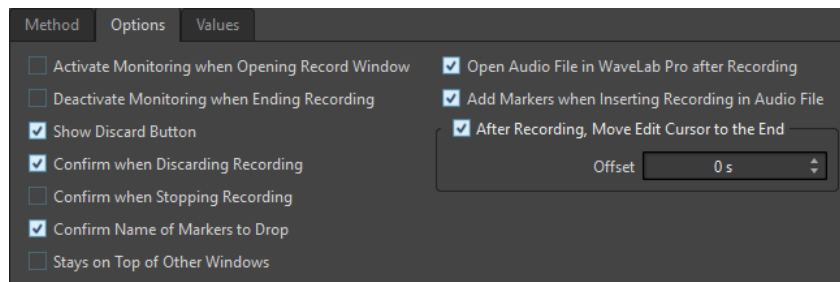 Method Options Values
Activate Monitoring when Opening Record Window
Deactivate Monitoring when Ending Recording
Show Discard Button
Confirm when Discarding Recording
Confirm when Stopping Recording
Confirm Name of Markers to Drop
Stays on Top of Other Windows
Open Audio File in WaveLab Pro after Recording
Add Markers when Inserting Recording in Audio File
After Recording, Move Edit Cursor to the End
Offset 0 s